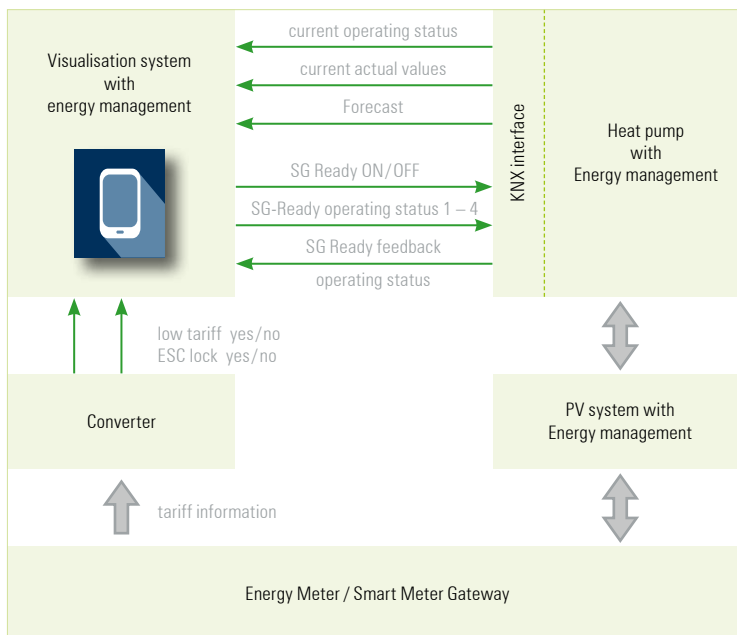 Visualisation system
with
energy management
current operating status
current actual values
Forecast
SG Ready ON/OFF
SG-Ready operating status 1 – 4
SG Ready feedback
operating status
KNX interface
Heat pump
with
Energy management
low tariff yes/no
ESC lock yes/no
Converter
PV system with
Energy management
tariff information
Energy Meter / Smart Meter Gateway